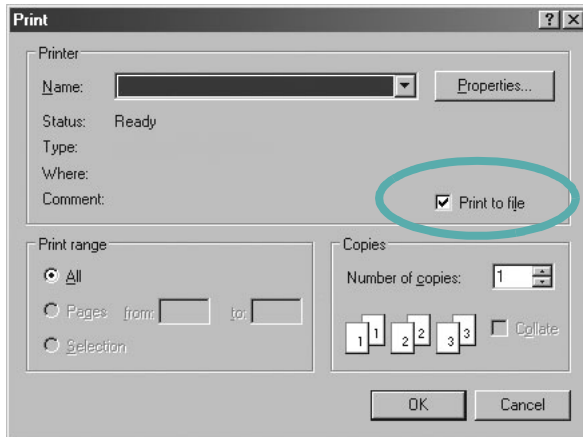 Print
Printer
Name:
Properties...
Status: Ready
Type:
Where:
Comment:
Print to file
Print range
All
Pages from: to:
Selection
Copies
Number of copies: 1
1 1 2 2 3 3
Collate
OK Cancel